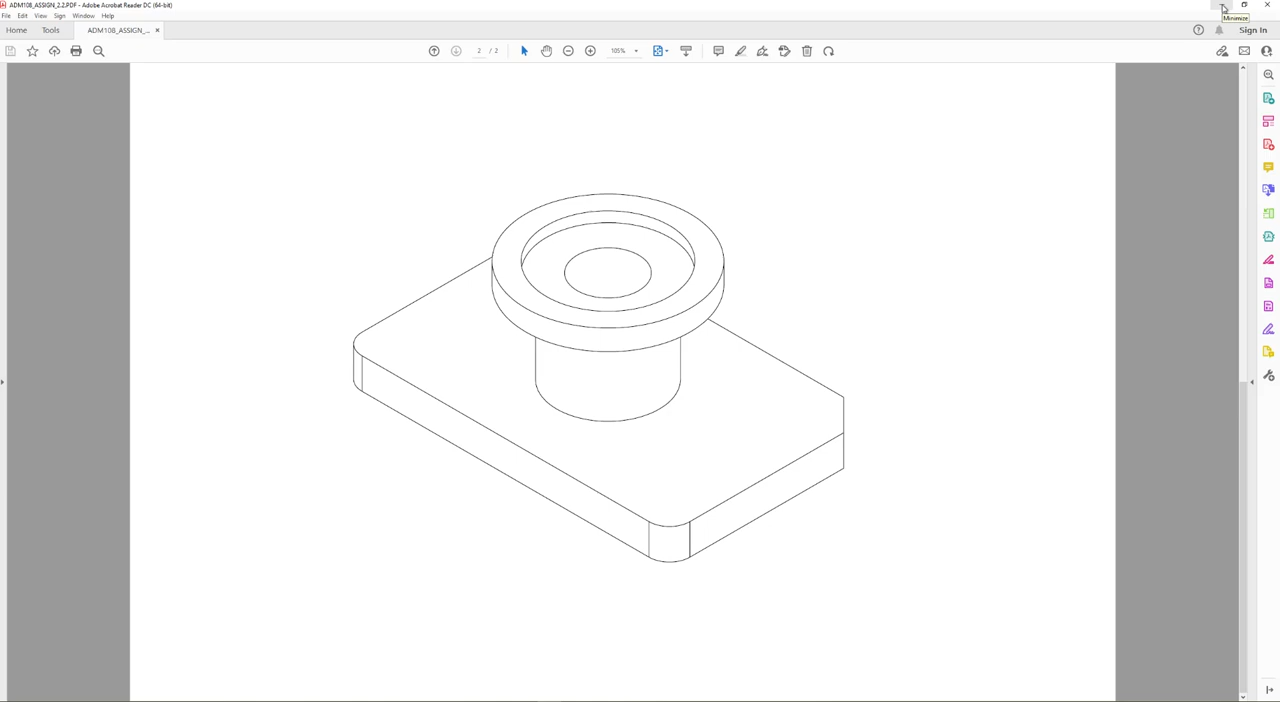 ADM108_ASSIGN_2.2.PDF - Adobe Acrobat Reader DC (64-bit)
File Edit View Sign Window Help
Minimize
Home Tools ADM108_ASSIGN_... × Sign In
2 / 2 105%